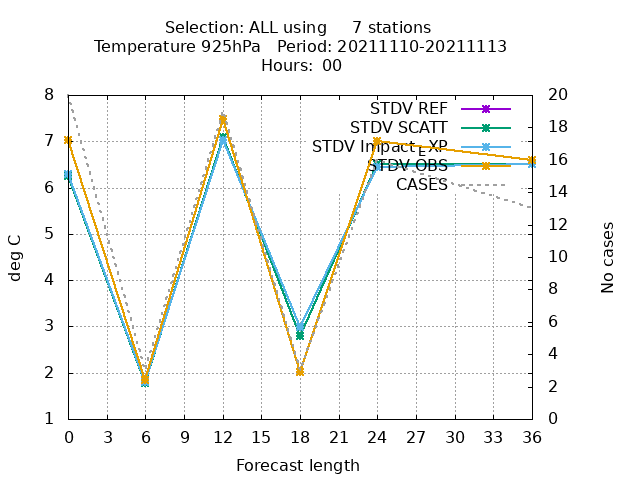 Selection: ALL using 7 stations
Temperature 925hPa Period: 20211110-20211113
Hours: 00
8
7
6
5
4
3
2
1
deg C
20
18
16
14
12
10
8
6
4
2
0
No cases
STDV REF
STDV SCATT
STDV Impact_EXP
STDV OBS
CASES
0 3 6 9 12 15 18 21 24 27 30 33 36
Forecast length